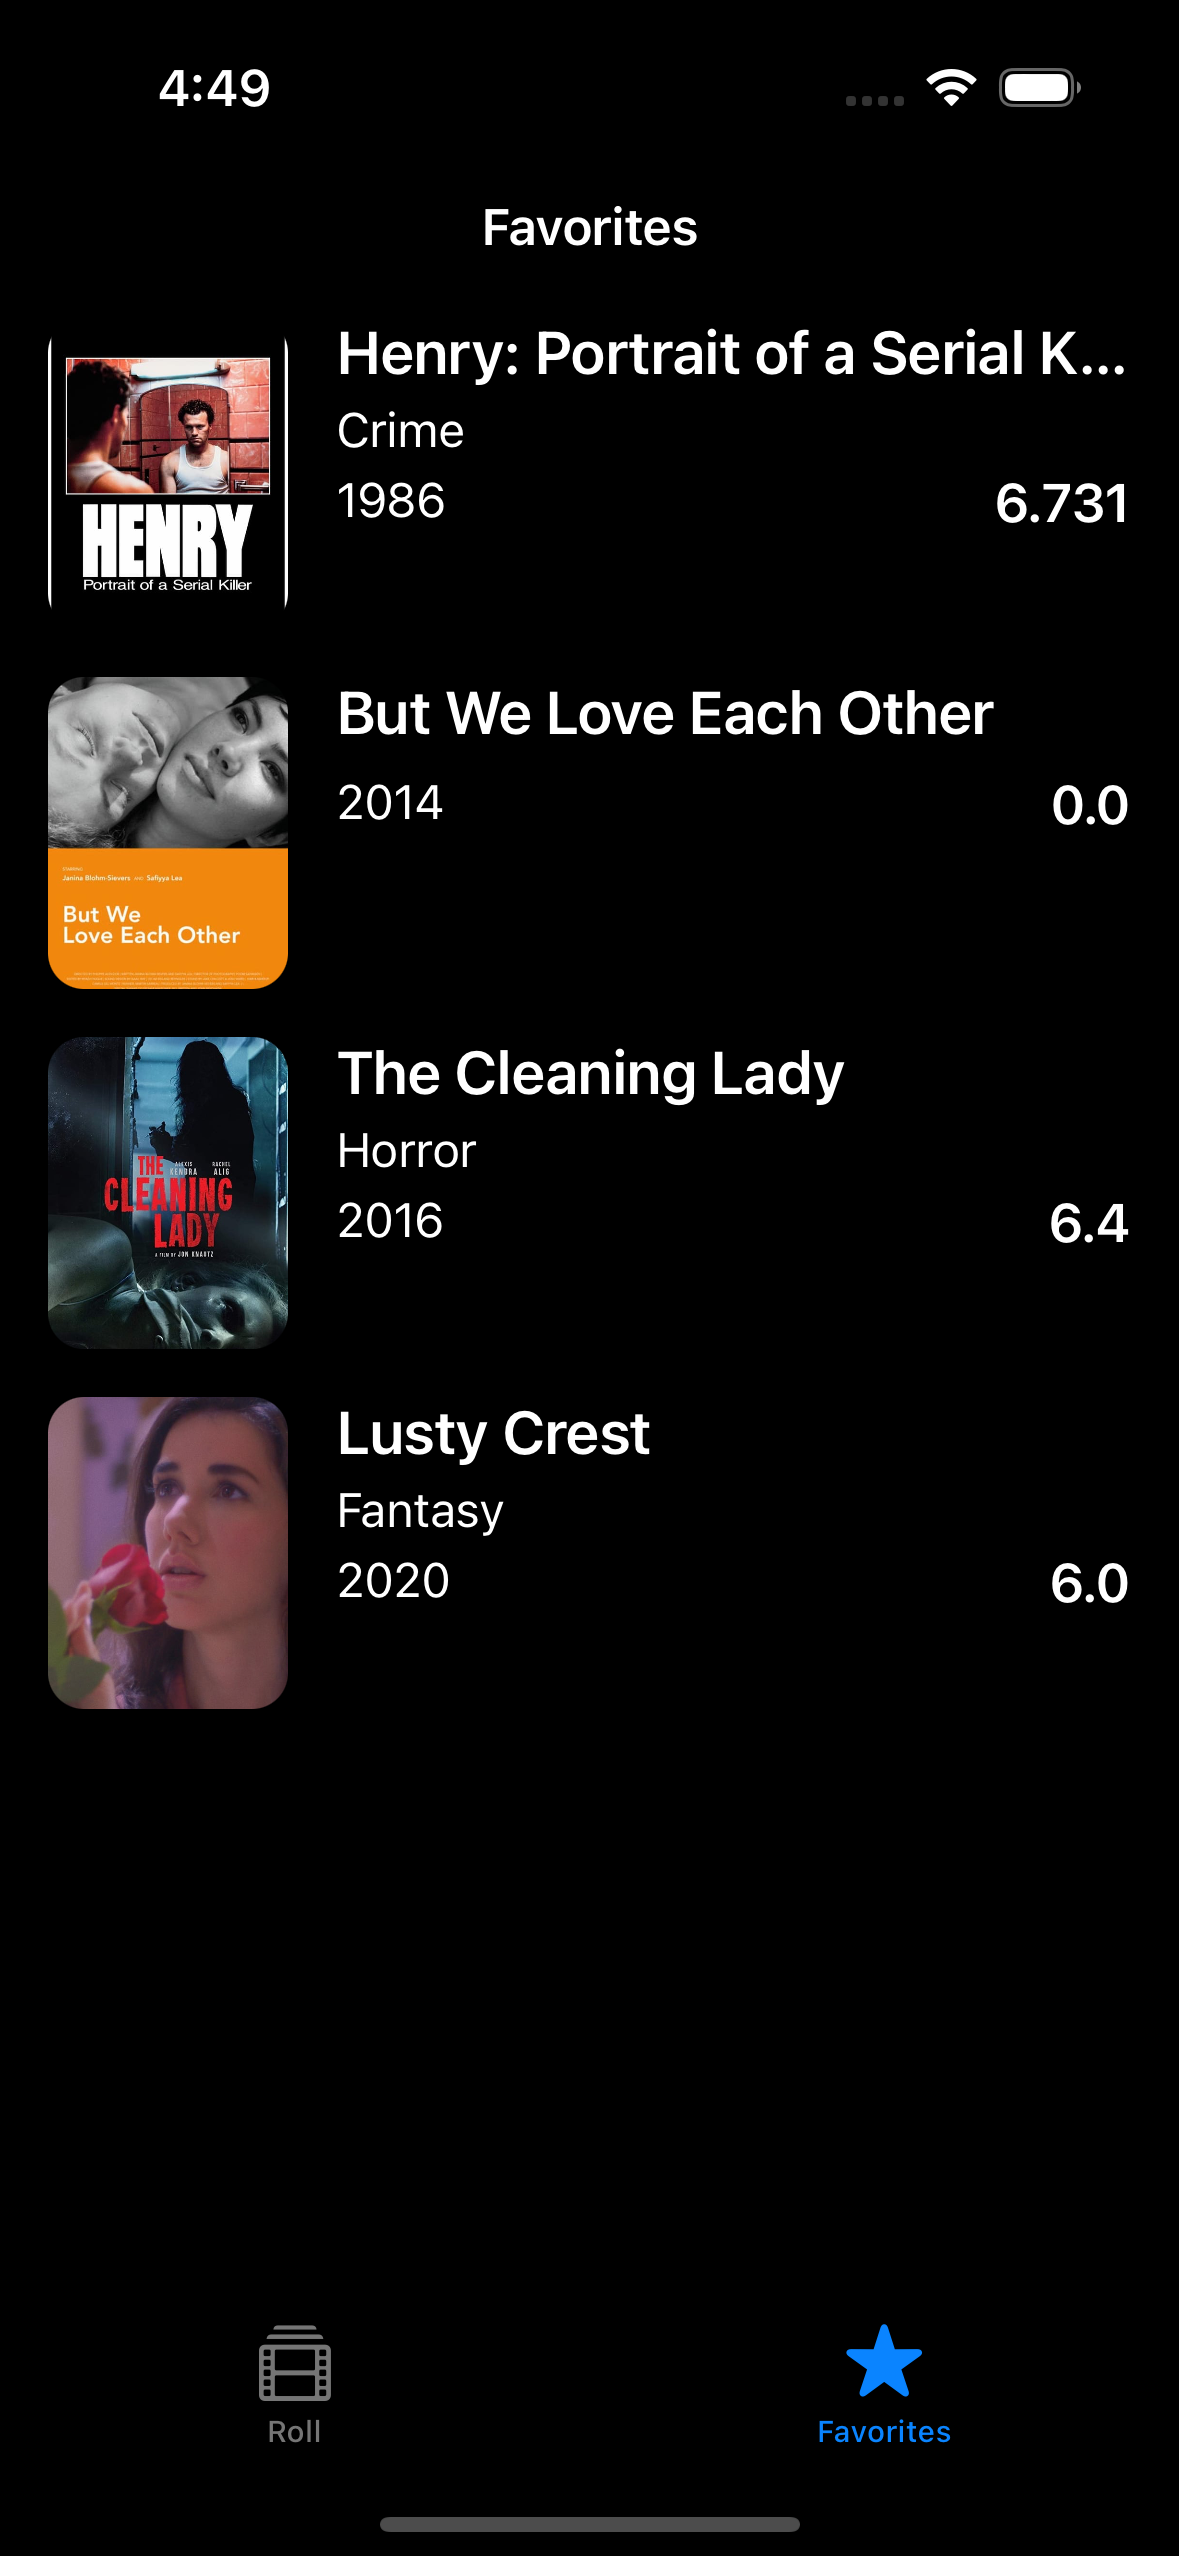 4:49
Favorites
Henry: Portrait of a Serial K...
Crime
1986
6.731
HENRY
Portrait of a Serial Killer
But We Love Each Other
2014
0.0
STARRING
Janina Blohm-Sievers AND Safiyya Lee
But We
Love Each Other
The Cleaning Lady
Horror
2016
6.4
ALEXIS KENDRA RACHEL ALIG
THE
CLEANING
LADY
A FILM BY JON KNAUTZ
Lusty Crest
Fantasy
2020
6.0
Roll
Favorites